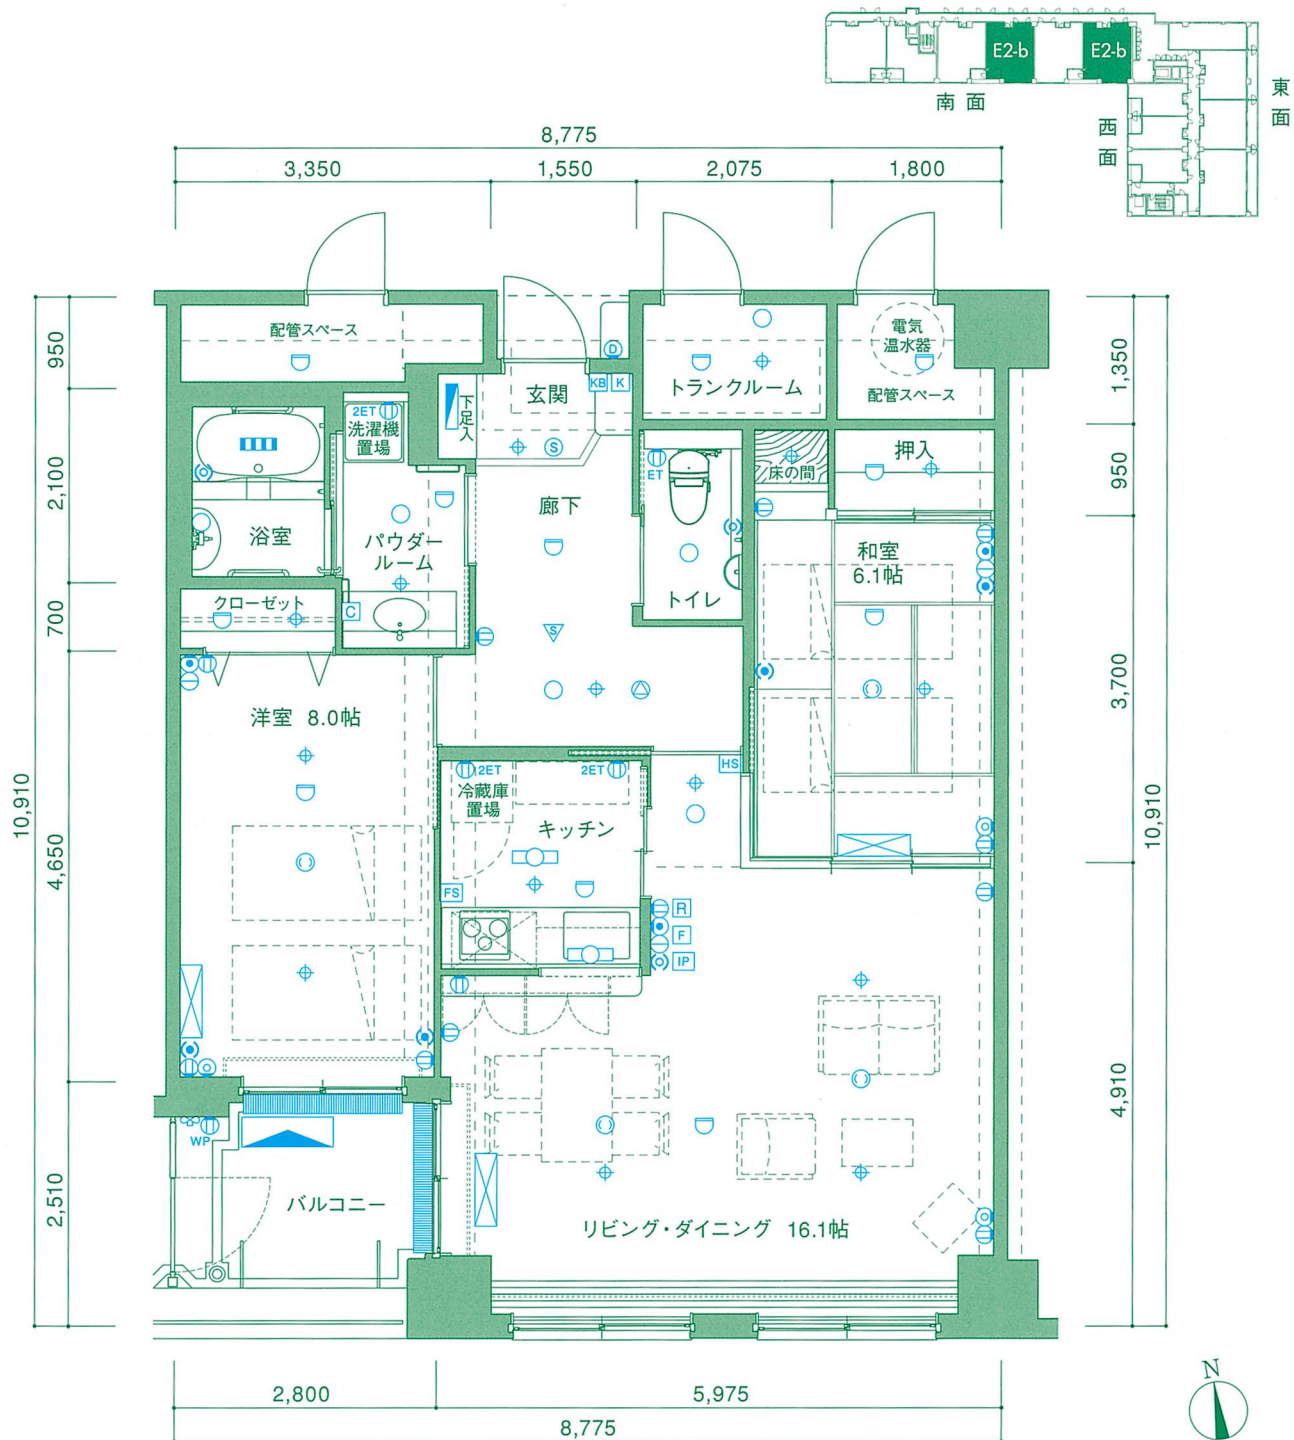 E2-b
E2-b
南面
西面
東面
8,775
3,350
1,550
2,075
1,800
950
2,100
700
4,650
2,510
10,910
1,350
950
3,700
4,910
10,910
配管スペース
電気
温水器
配管スペース
トランクルーム
D
KB
K
玄関
下足入
S
2ET
洗濯機
置場
ET
床の間
押入
浴室
パウダー
ルーム
廊下
和室
6.1帖
トイレ
クローゼット
C
S
洋室 8.0帖
HS
2ET
2ET
冷蔵庫
置場
キッチン
FS
R
F
IP
WP
バルコニー
リビング・ダイニング 16.1帖
2,800
5,975
8,775
N